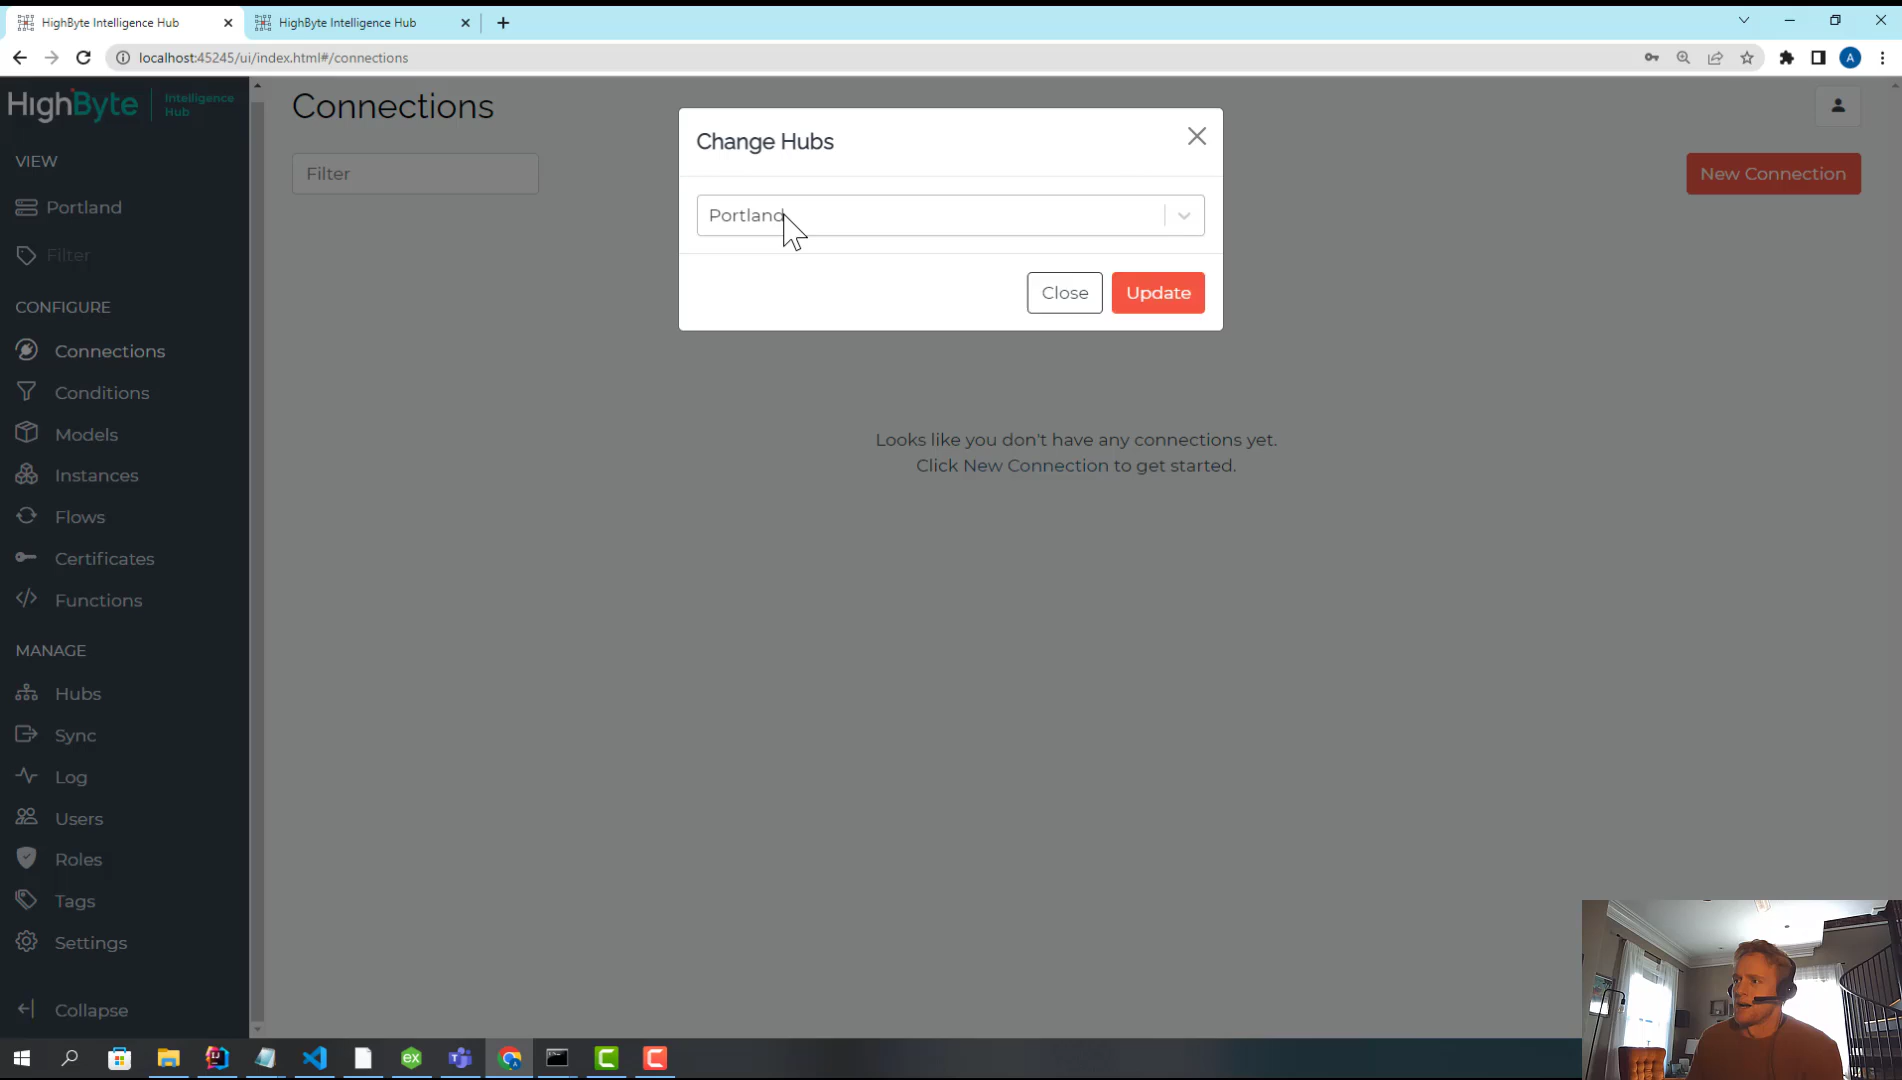 HighByte Intelligence Hub
HighByte Intelligence Hub
localhost:45245/ui/index.html#/connections
A
HighByte
Intelligence
Hub
VIEW
Portland
Filter
CONFIGURE
Connections
Conditions
Models
Instances
Flows
Certificates
Functions
MANAGE
Hubs
Sync
Log
Users
Roles
Tags
Settings
Collapse
Connections
Filter
New Connection
Change Hubs
Portland
Close
Update
Looks like you don't have any connections yet.
Click New Connection to get started.
ex